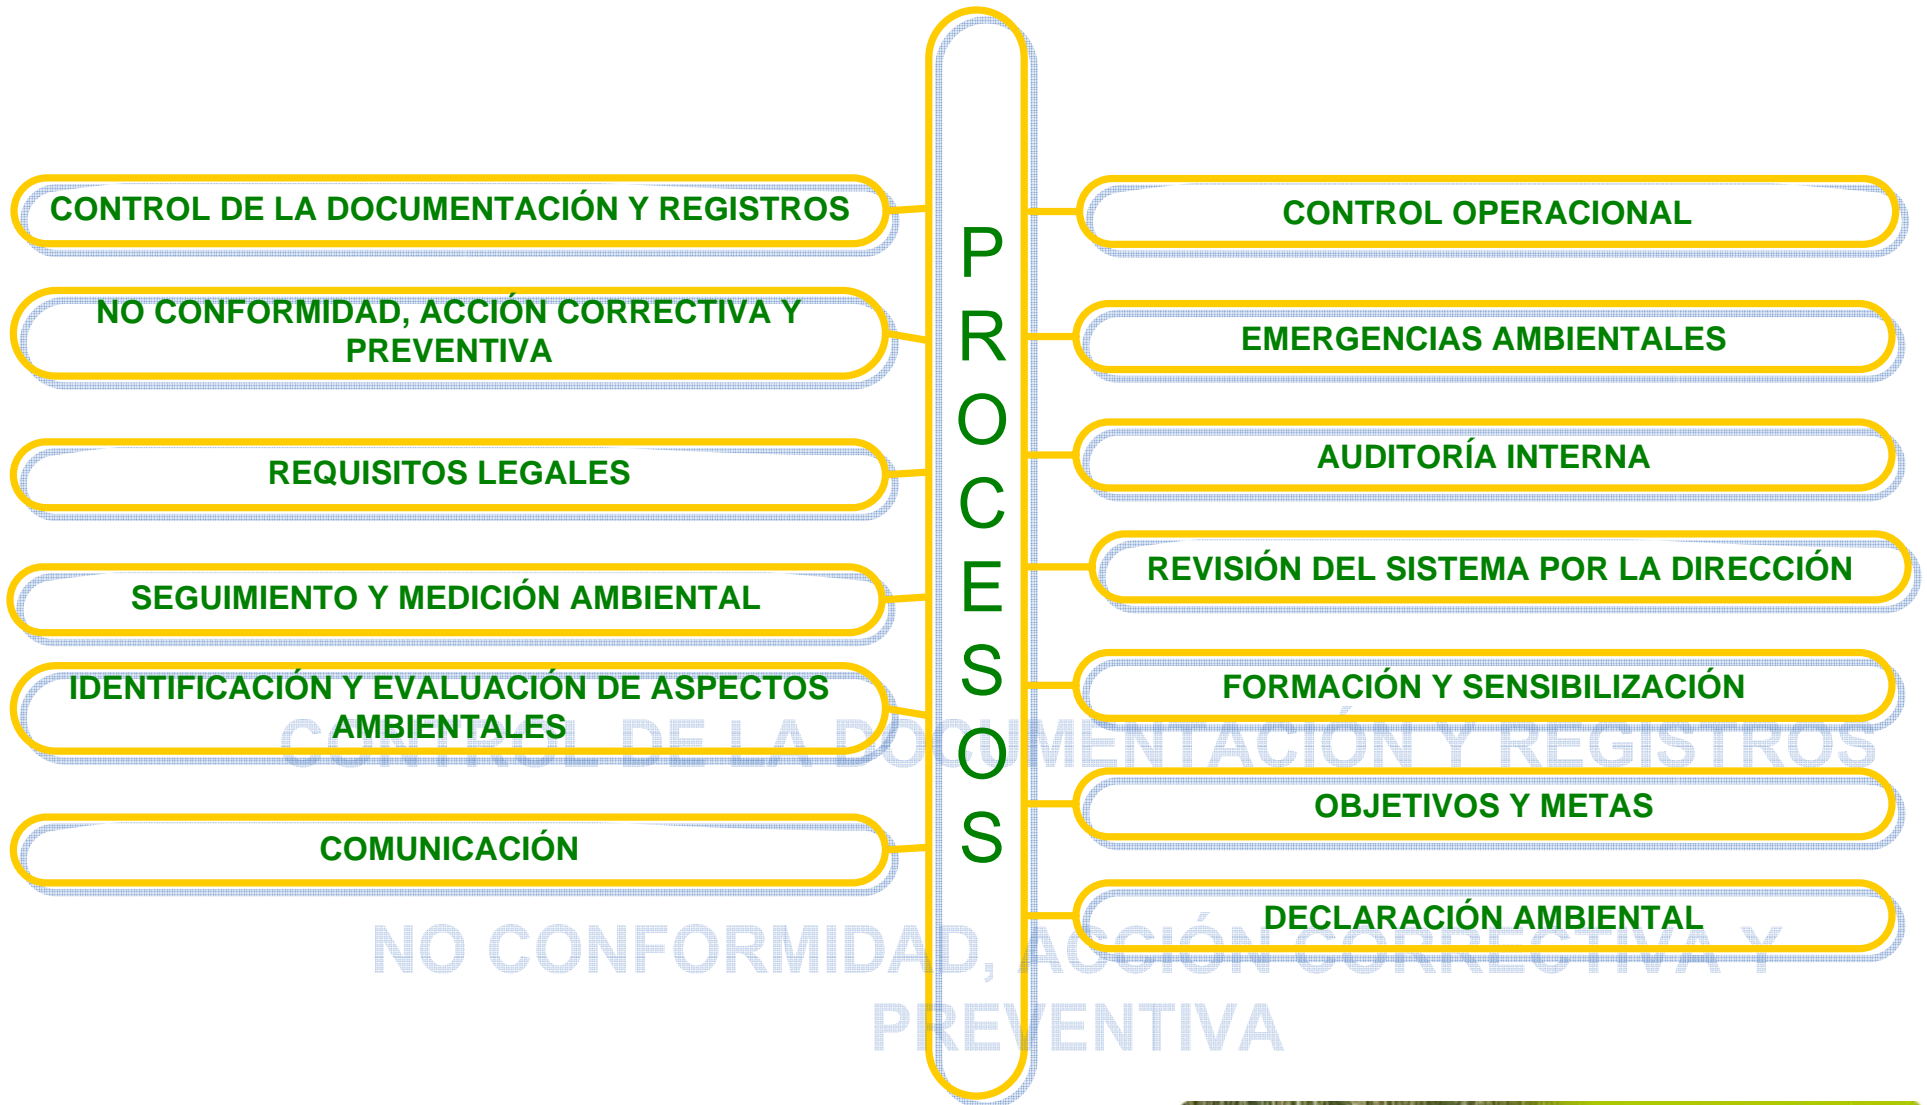 CONTROL DE LA DOCUMENTACIÓN Y REGISTROS
NO CONFORMIDAD, ACCIÓN CORRECTIVA Y
PREVENTIVA
REQUISITOS LEGALES
SEGUIMIENTO Y MEDICIÓN AMBIENTAL
IDENTIFICACIÓN Y EVALUACIÓN DE ASPECTOS
AMBIENTALES
COMUNICACIÓN
PROCESOS
CONTROL OPERACIONAL
EMERGENCIAS AMBIENTALES
AUDITORÍA INTERNA
REVISIÓN DEL SISTEMA POR LA DIRECCIÓN
FORMACIÓN Y SENSIBILIZACIÓN
OBJETIVOS Y METAS
DECLARACIÓN AMBIENTAL
CONTROL DE LA DOCUMENTACIÓN Y REGISTROS
NO CONFORMIDAD, ACCIÓN CORRECTIVA Y
PREVENTIVA